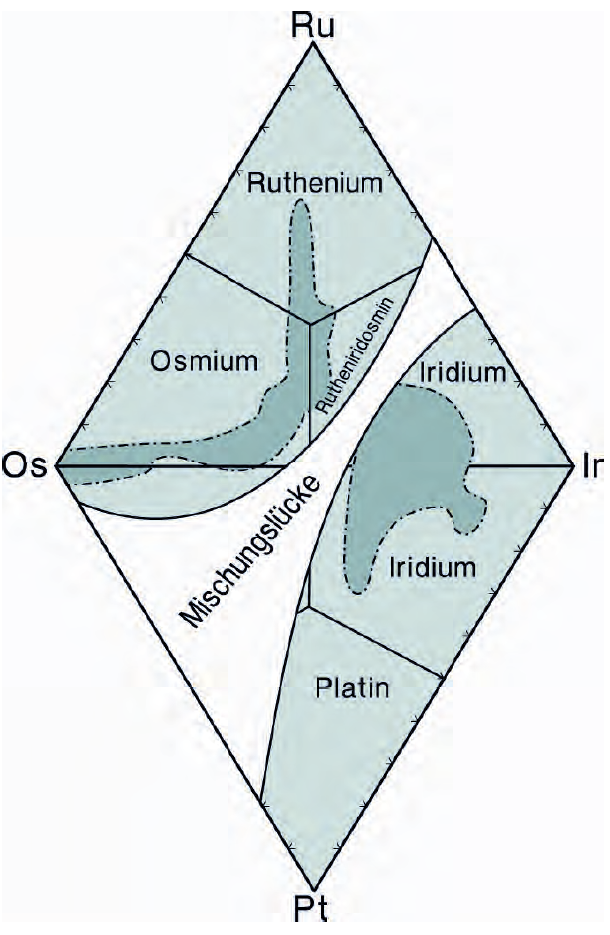 Ru
Ruthenium
Osmium
Rutheniridosmin
Iridium
Os
Ir
Mischungslücke
Iridium
Platin
Pt